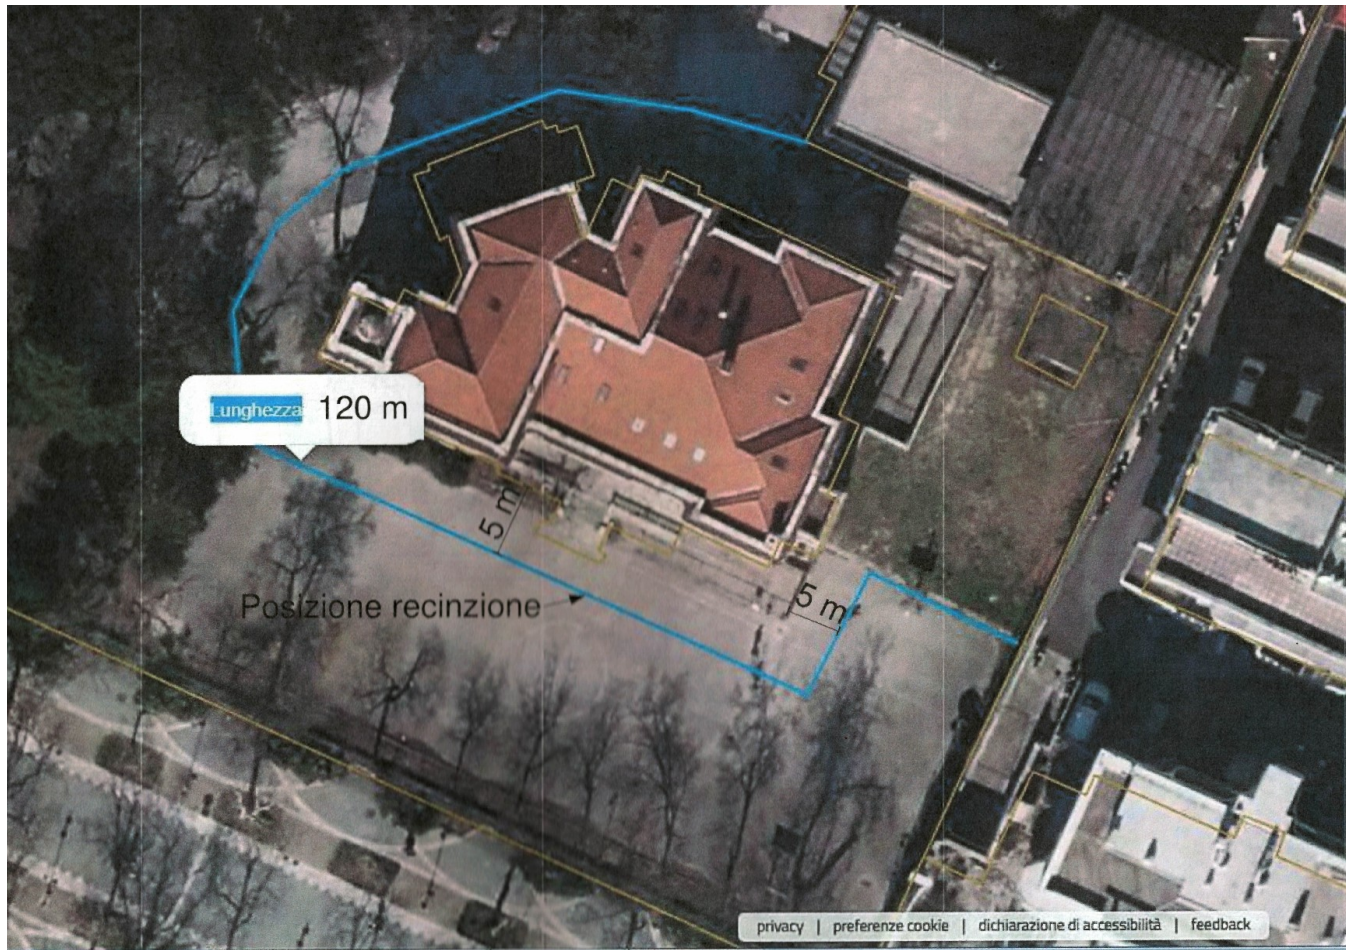 Lunghezza 120 m
5 m
5 m
Posizione recinzione
privacy | preferenze cookie | dichiarazione di accessibilità | feedback